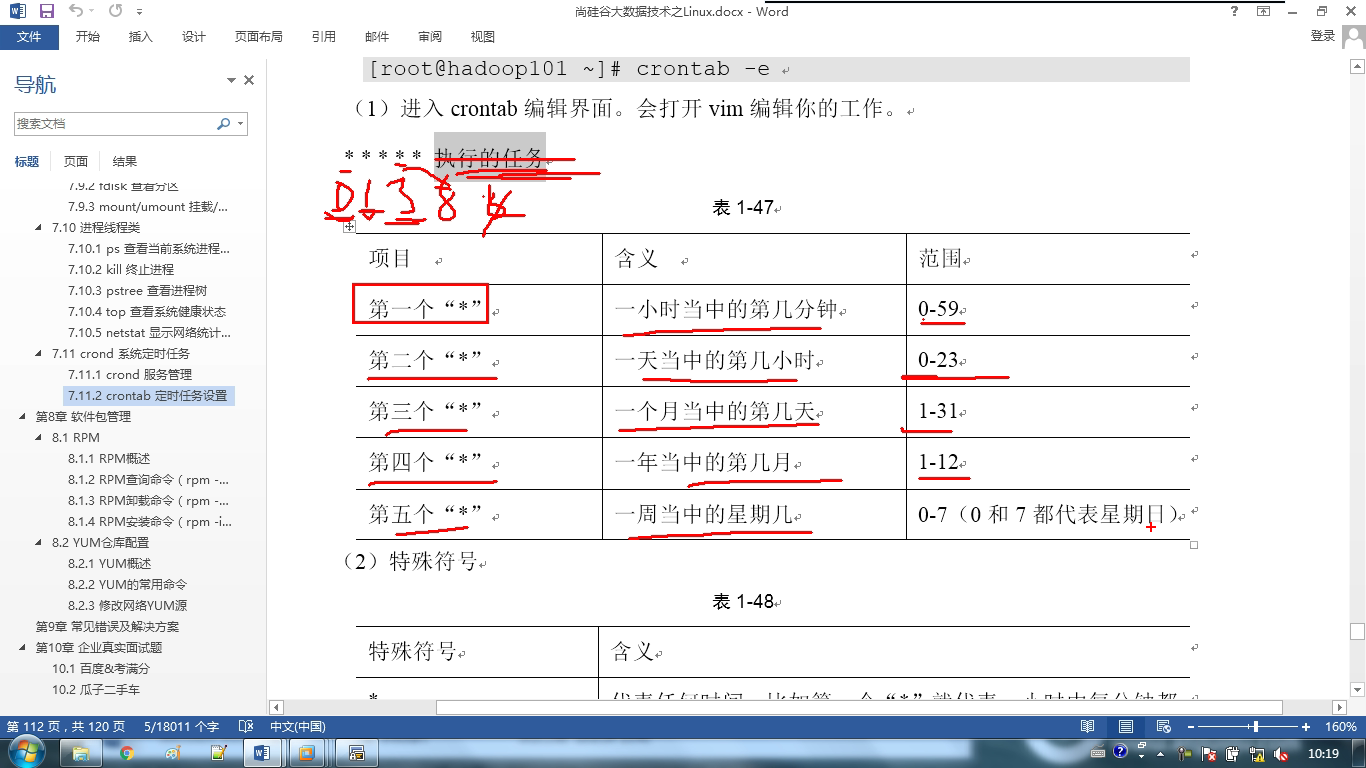 尚硅谷大数据技术之Linux.docx - Word
文件 开始 插入 设计 页面布局 引用 邮件 审阅 视图 登录
导航
搜索文档
标题 页面 结果
7.9.2 fdisk 查看分区
7.9.3 mount/umount 挂载/...
7.10 进程线程类
7.10.1 ps 查看当前系统进程...
7.10.2 kill 终止进程
7.10.3 pstree 查看进程树
7.10.4 top 查看系统健康状态
7.10.5 netstat 显示网络统计...
7.11 crond 系统定时任务
7.11.1 crond 服务管理
7.11.2 crontab 定时任务设置
第8章 软件包管理
8.1 RPM
8.1.1 RPM概述
8.1.2 RPM查询命令（rpm -...
8.1.3 RPM卸载命令（rpm -...
8.1.4 RPM安装命令（rpm -i...
8.2 YUM仓库配置
8.2.1 YUM概述
8.2.2 YUM的常用命令
8.2.3 修改网络YUM源
第9章 常见错误及解决方案
第10章 企业真实面试题
10.1 百度&考满分
10.2 瓜子二手车
[root@hadoop101 ~]# crontab -e
（1）进入 crontab 编辑界面。会打开 vim 编辑你的工作。
* * * * * 执行的任务
0 1 3 8
表 1-47
项目 含义 范围
第一个“*” 一小时当中的第几分钟 0-59
第二个“*” 一天当中的第几小时 0-23
第三个“*” 一个月当中的第几天 1-31
第四个“*” 一年当中的第几月 1-12
第五个“*” 一周当中的星期几 0-7（0 和 7 都代表星期日）
（2）特殊符号
表 1-48
特殊符号 含义
* 代表任何时间。比如第一个“*”就代表一小时中每分钟都
第 112 页，共 120 页 5/18011 个字 中文(中国) 160%
10:19